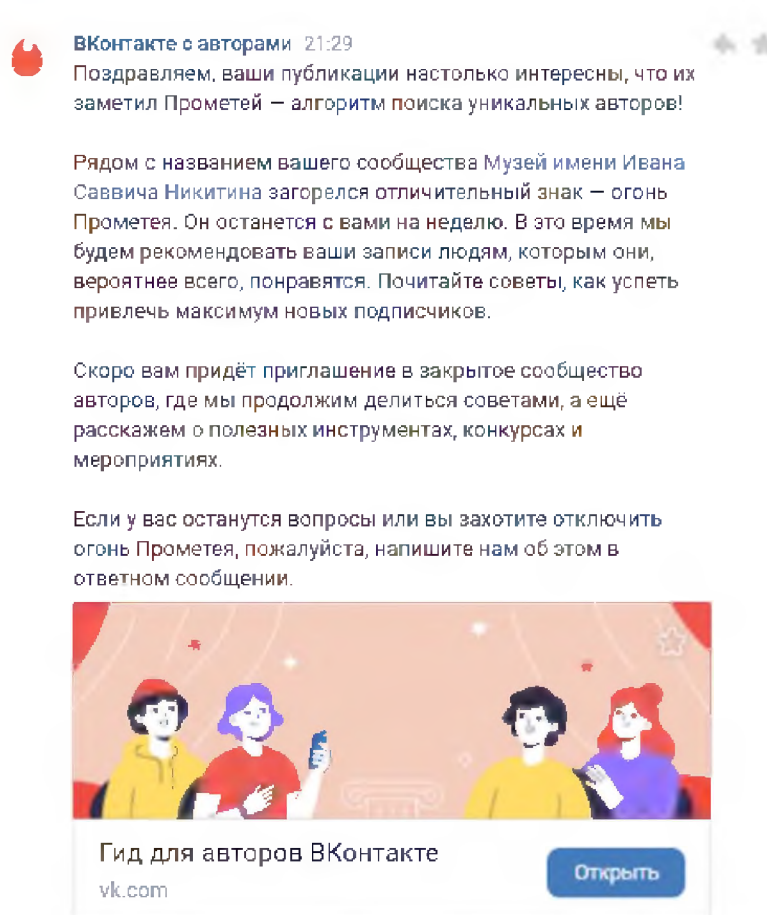 ВКонтакте с авторами 21:29
Поздравляем, ваши публикации настолько интересны, что их
заметил Прометей — алгоритм поиска уникальных авторов!
Рядом с названием вашего сообщества Музей имени Ивана
Саввича Никитина загорелся отличительный знак — огонь
Прометея. Он останется с вами на неделю. В это время мы
будем рекомендовать ваши записи людям, которым они,
вероятнее всего, понравятся. Почитайте советы, как успеть
привлечь максимум новых подписчиков.
Скоро вам придёт приглашение в закрытое сообщество
авторов, где мы продолжим делиться советами, а ещё
расскажем о полезных инструментах, конкурсах и
мероприятиях.
Если у вас останутся вопросы или вы захотите отключить
огонь Прометея, пожалуйста, напишите нам об этом в
ответном сообщении.
Гид для авторов ВКонтакте
vk.com
Открыть